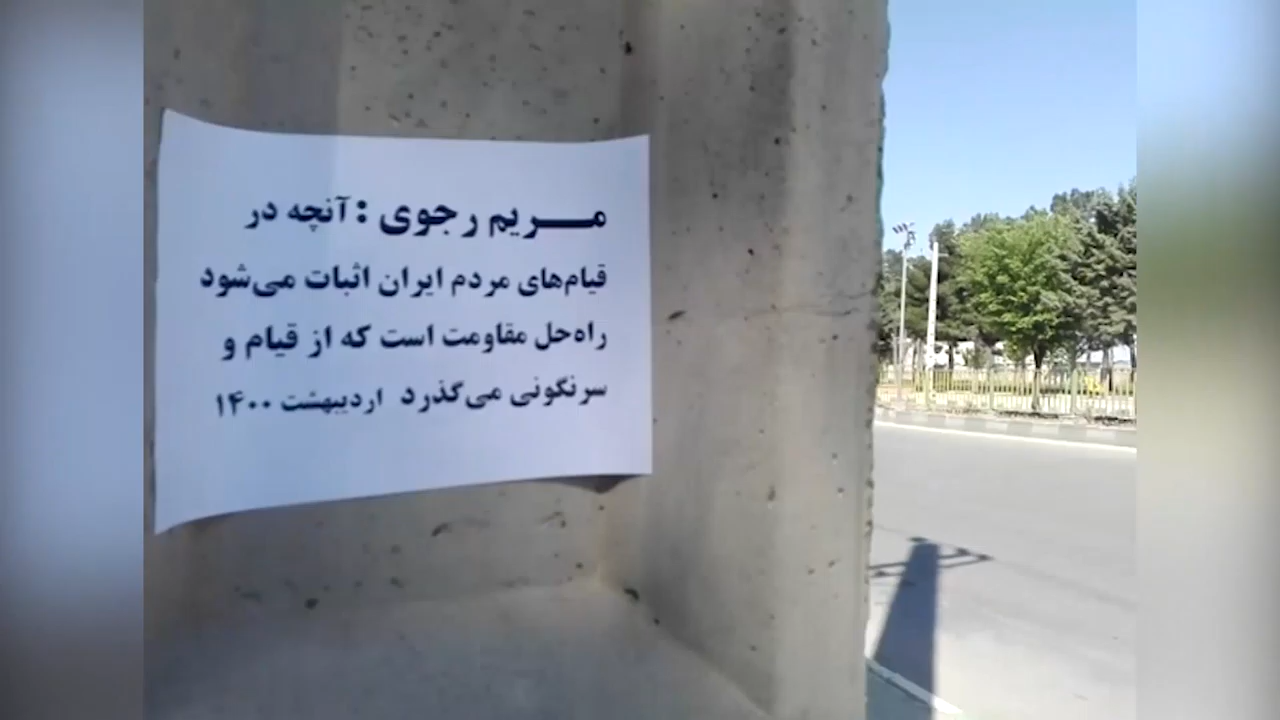 مـــریم رجوی : آنچه در
قیام‌های مردم ایران اثبات می‌شود
راه‌حل مقاومت است که از قیام و
سرنگونی می‌گذرد اردیبهشت ۱۴۰۰